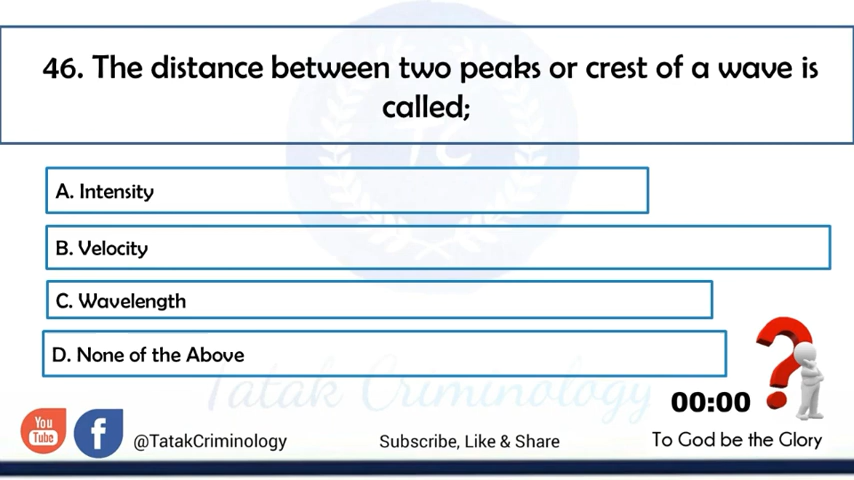 46. The distance between two peaks or crest of a wave is
called;
A. Intensity
B. Velocity
C. Wavelength
D. None of the Above
Tatak Criminology
00:00
You
Tube
f
@TatakCriminology
Subscribe, Like & Share
To God be the Glory
TC